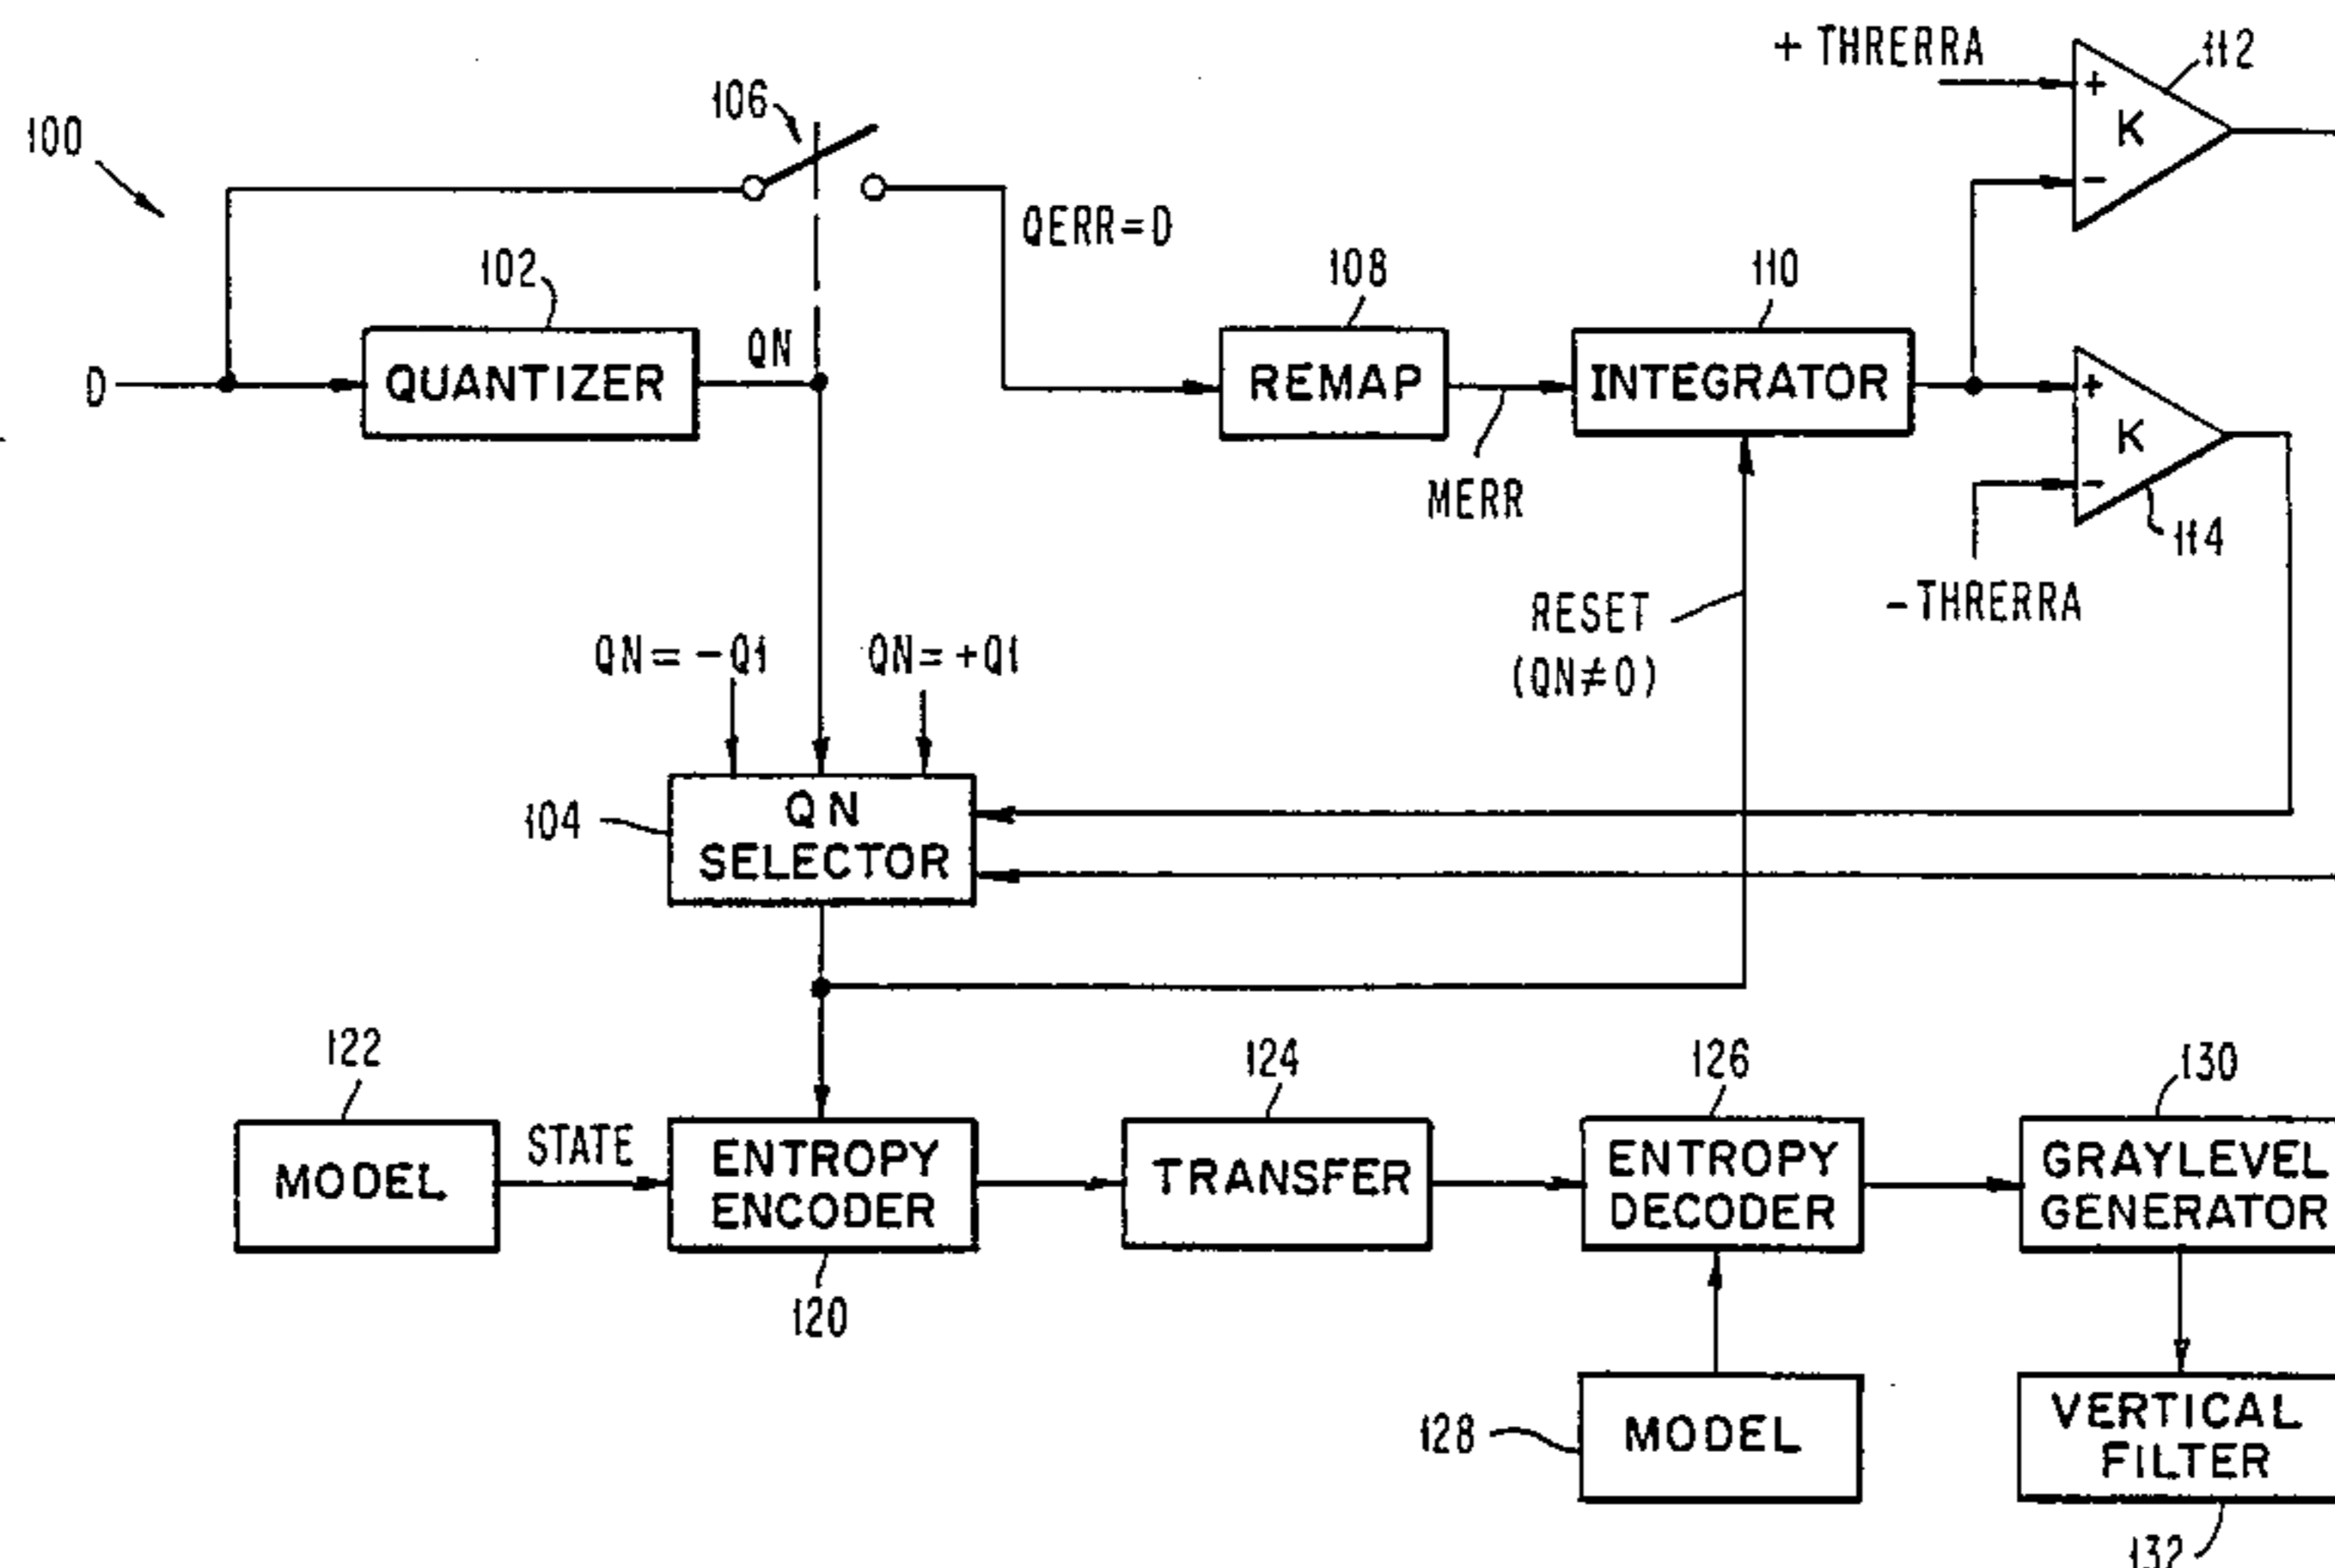 + THRERRA
112
106
100
+
K
-
QERR=D
102
108
110
QN
D
QUANTIZER
REMAP
INTEGRATOR
+
K
-
MERR
114
RESET
(QN≠0)
-THRERRA
QN=-Q1
QN=+Q1
104
QN
SELECTOR
122
124
126
130
STATE
MODEL
ENTROPY
ENCODER
TRANSFER
ENTROPY
DECODER
GRAYLEVEL
GENERATOR
120
128
MODEL
VERTICAL
FILTER
132